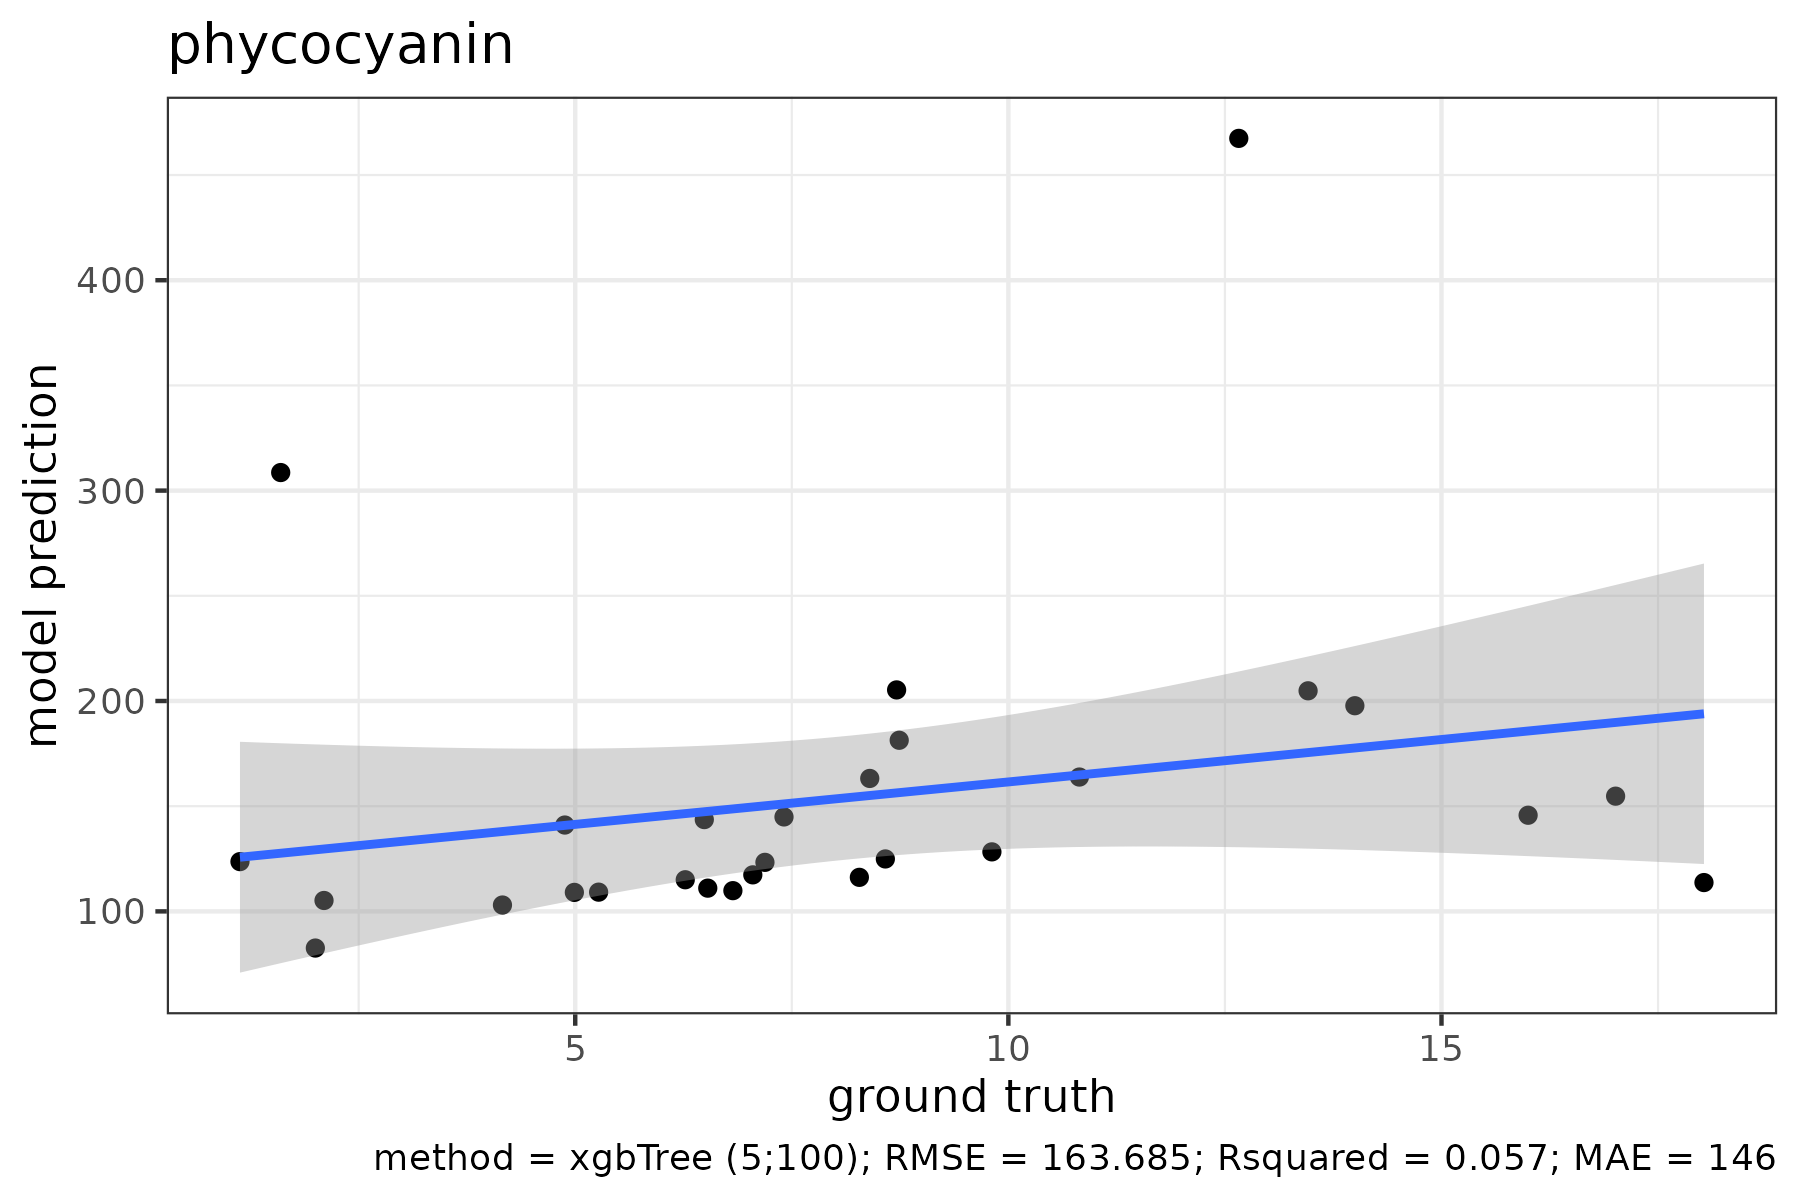 phycocyanin
model prediction
400
300
200
100
5
10
15
ground truth
method = xgbTree (5;100); RMSE = 163.685; Rsquared = 0.057; MAE = 146